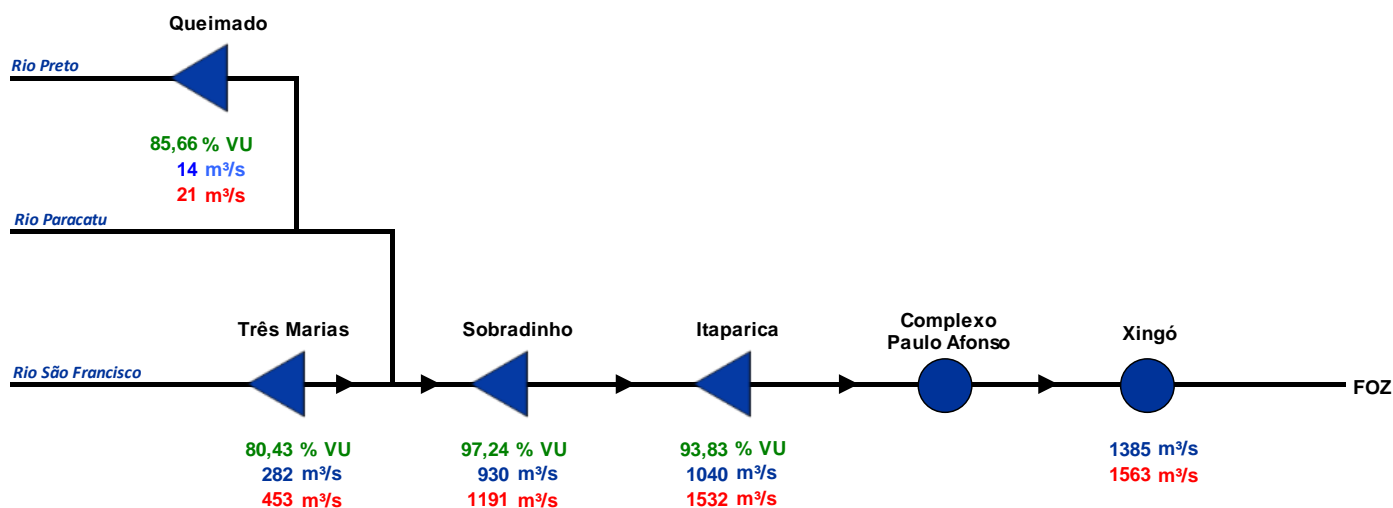 Queimado
Rio Preto
85,66 % VU
14 m³/s
21 m³/s
Rio Paracatu
Três Marias
Sobradinho
Itaparica
Complexo
Paulo Afonso
Xingó
Rio São Francisco
FOZ
80,43 % VU
282 m³/s
453 m³/s
97,24 % VU
930 m³/s
1191 m³/s
93,83 % VU
1040 m³/s
1532 m³/s
1385 m³/s
1563 m³/s